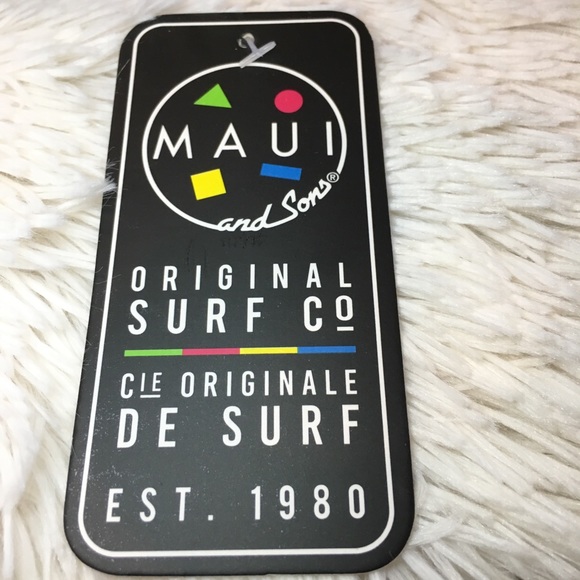 MAUI
and Sons®
ORIGINAL
SURF CO
CIE ORIGINALE
DE SURF
EST. 1980